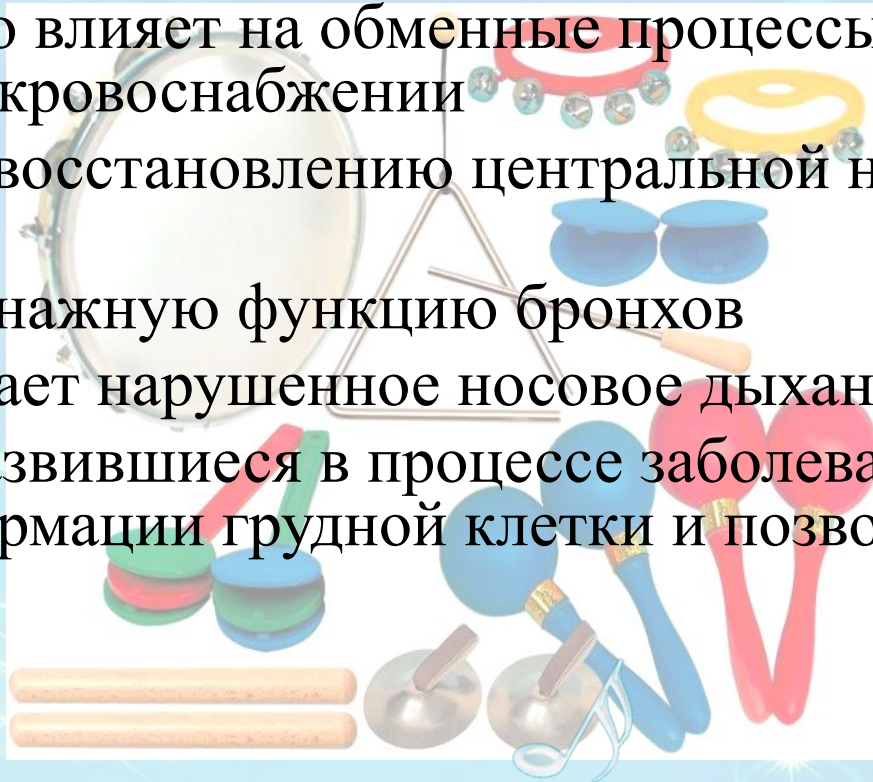 о влияет на обменные процессы
кровоснабжении
восстановлению центральной н
нажную функцию бронхов
ает нарушенное носовое дыхан
звившиеся в процессе заболева
рмации грудной клетки и позво